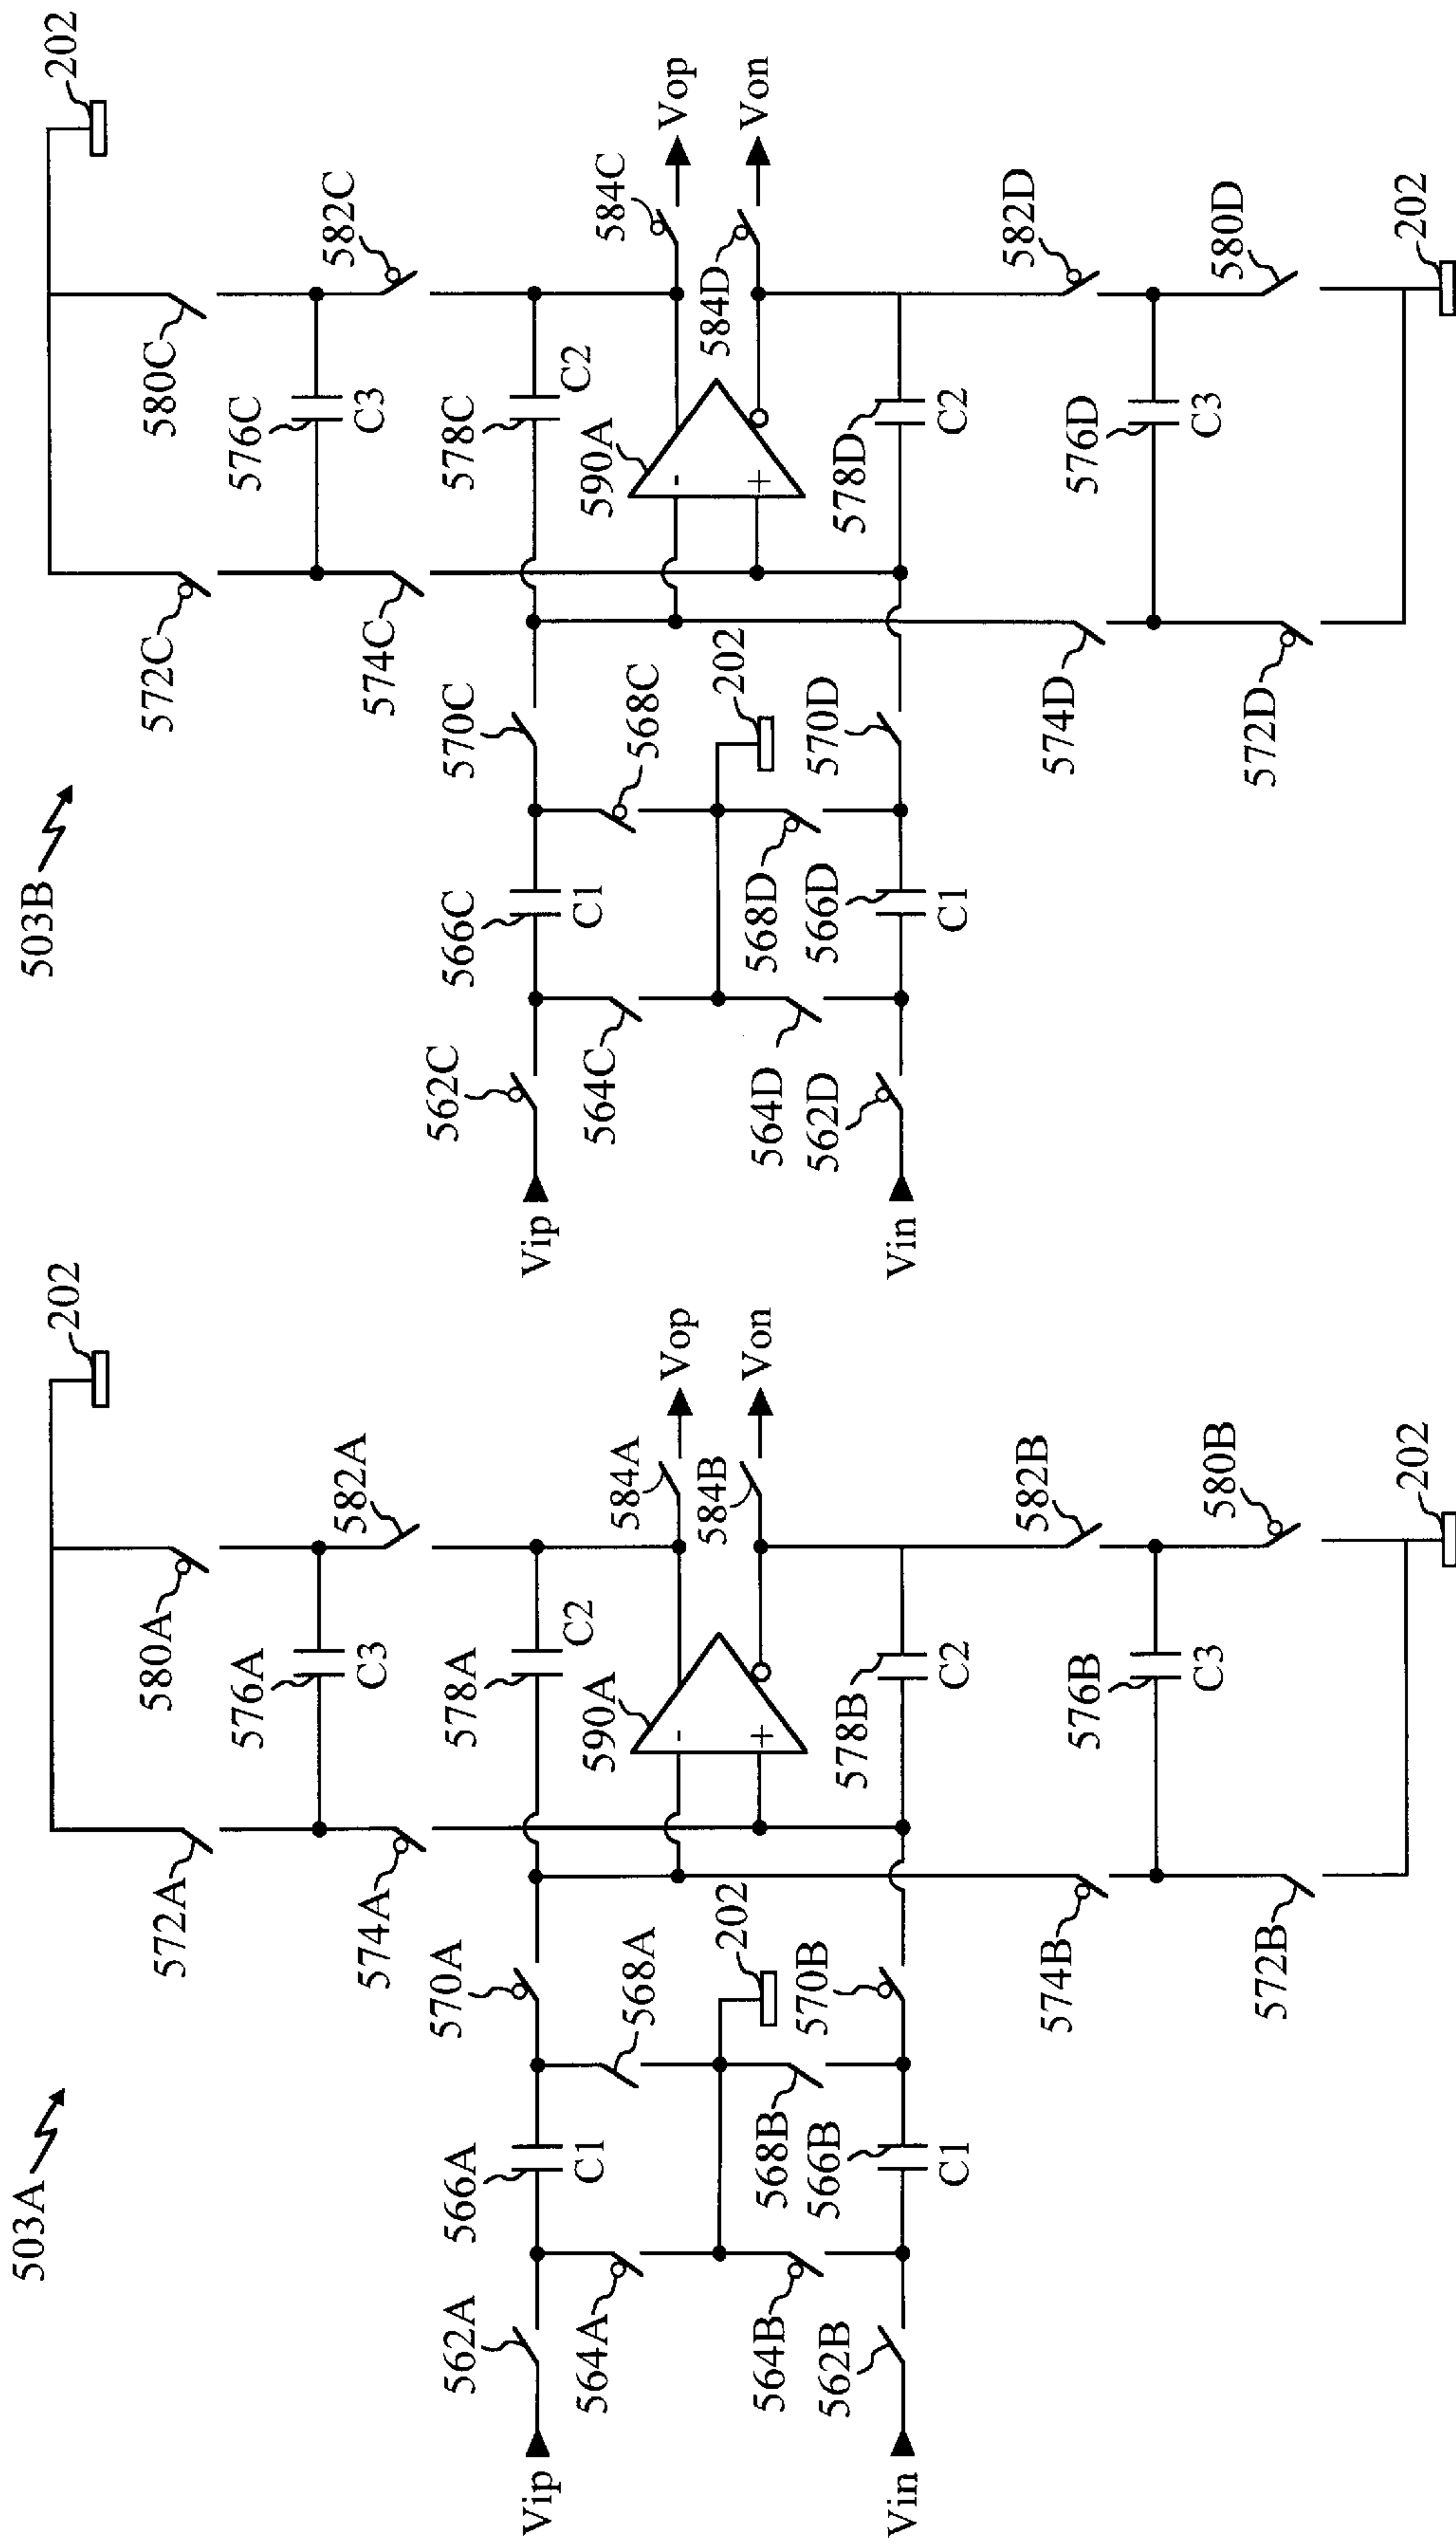 503A
202
580A
572A
576A
C3
582A
574A
578A
C2
584A
Vop
590A
-
+
584B
Von
570A
562A
566A
C1
568A
Vip
564A
202
564B
568B
570B
566B
C1
562B
Vin
578B
C2
582B
574B
576B
C3
580B
572B
202
503B
202
580C
572C
576C
C3
582C
574C
578C
C2
584C
Vop
590A
-
+
584D
Von
570C
562C
566C
C1
568C
Vip
564C
202
564D
568D
570D
566D
C1
562D
Vin
578D
C2
582D
574D
576D
C3
580D
572D
202